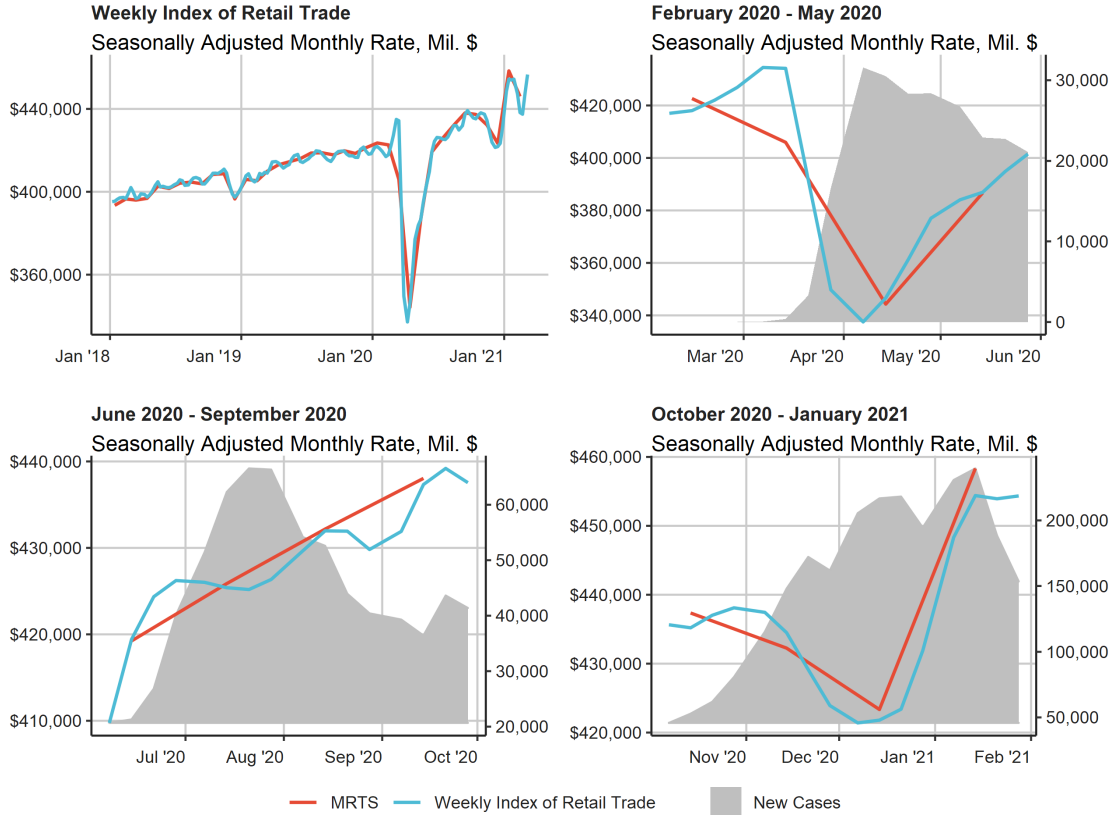 Weekly Index of Retail Trade
Seasonally Adjusted Monthly Rate, Mil. $
$440,000
$400,000
$360,000
Jan '18
Jan '19
Jan '20
Jan '21
February 2020 - May 2020
Seasonally Adjusted Monthly Rate, Mil. $
$420,000
$400,000
$380,000
$360,000
$340,000
30,000
20,000
10,000
0
Mar '20
Apr '20
May '20
Jun '20
June 2020 - September 2020
Seasonally Adjusted Monthly Rate, Mil. $
$440,000
$430,000
$420,000
$410,000
60,000
50,000
40,000
30,000
20,000
Jul '20
Aug '20
Sep '20
Oct '20
October 2020 - January 2021
Seasonally Adjusted Monthly Rate, Mil. $
$460,000
$450,000
$440,000
$430,000
$420,000
200,000
150,000
100,000
50,000
Nov '20
Dec '20
Jan '21
Feb '21
MRTS
Weekly Index of Retail Trade
New Cases